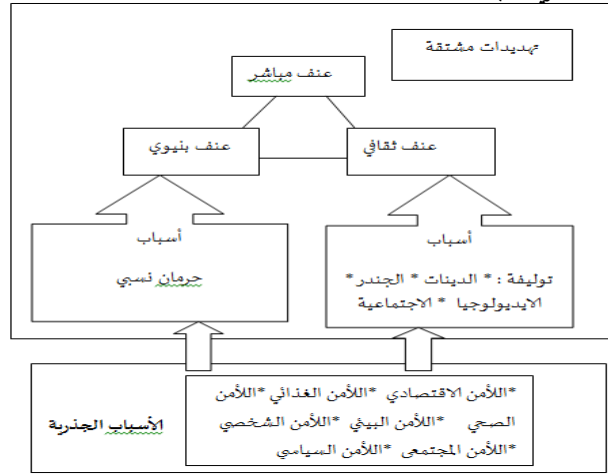 تهديدات مشتقة
عنف مباشر
عنف ثقافي
عنف بنيوي
أسباب
توليفة : * الدينات * الجندر *
الايديولوجيا * الاجتماعية
أسباب
حرمان نسبي
*اللأمن الاقتصادي *اللأمن الغذائي *اللأمن
الصحي *اللأمن البيئي *اللأمن الشخصي
*اللأمن المجتمعي *اللأمن السياسي
الأسباب الجذرية